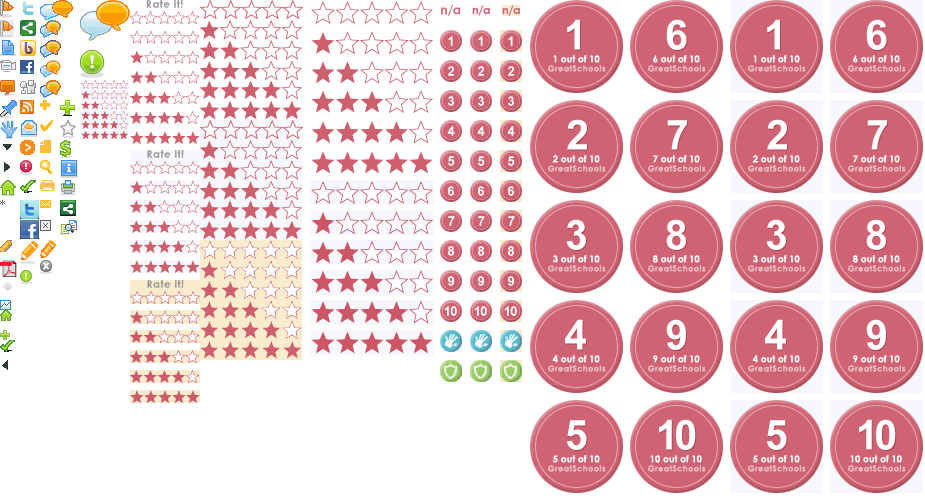 Rate it!
Rate it!
Rate it!
n/a n/a n/a
1 1 1
2 2 2
3 3 3
4 4 4
5 5 5
6 6 6
7 7 7
8 8 8
9 9 9
10 10 10
1
1 out of 10
GreatSchools
6
6 out of 10
GreatSchools
1
1 out of 10
GreatSchools
6
6 out of 10
GreatSchools
2
2 out of 10
GreatSchools
7
7 out of 10
GreatSchools
2
2 out of 10
GreatSchools
7
7 out of 10
GreatSchools
3
3 out of 10
GreatSchools
8
8 out of 10
GreatSchools
3
3 out of 10
GreatSchools
8
8 out of 10
GreatSchools
4
4 out of 10
GreatSchools
9
9 out of 10
GreatSchools
4
4 out of 10
GreatSchools
9
9 out of 10
GreatSchools
5
5 out of 10
GreatSchools
10
10 out of 10
GreatSchools
5
5 out of 10
GreatSchools
10
10 out of 10
GreatSchools